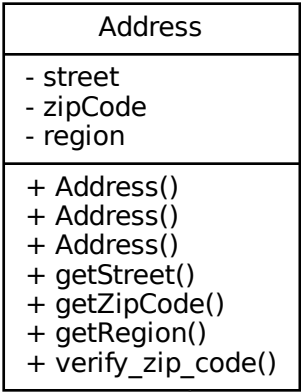 Address
- street
- zipCode
- region
+ Address()
+ Address()
+ Address()
+ getStreet()
+ getZipCode()
+ getRegion()
+ verify_zip_code()